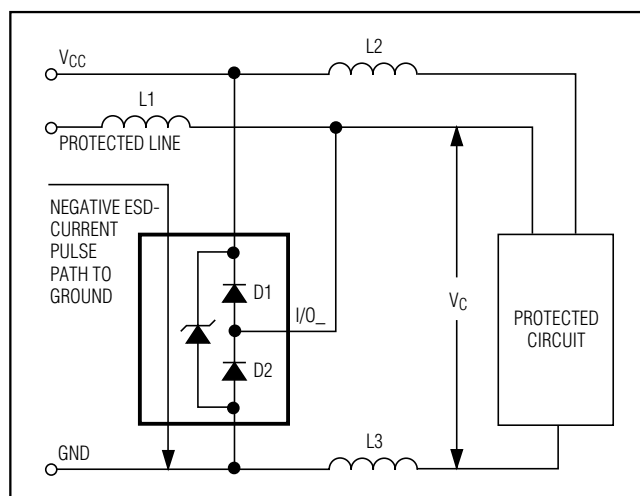 VCC
L2
L1
PROTECTED LINE
NEGATIVE ESD-
CURRENT
PULSE
PATH TO
GROUND
D1
I/O_
D2
VC
PROTECTED
CIRCUIT
GND
L3